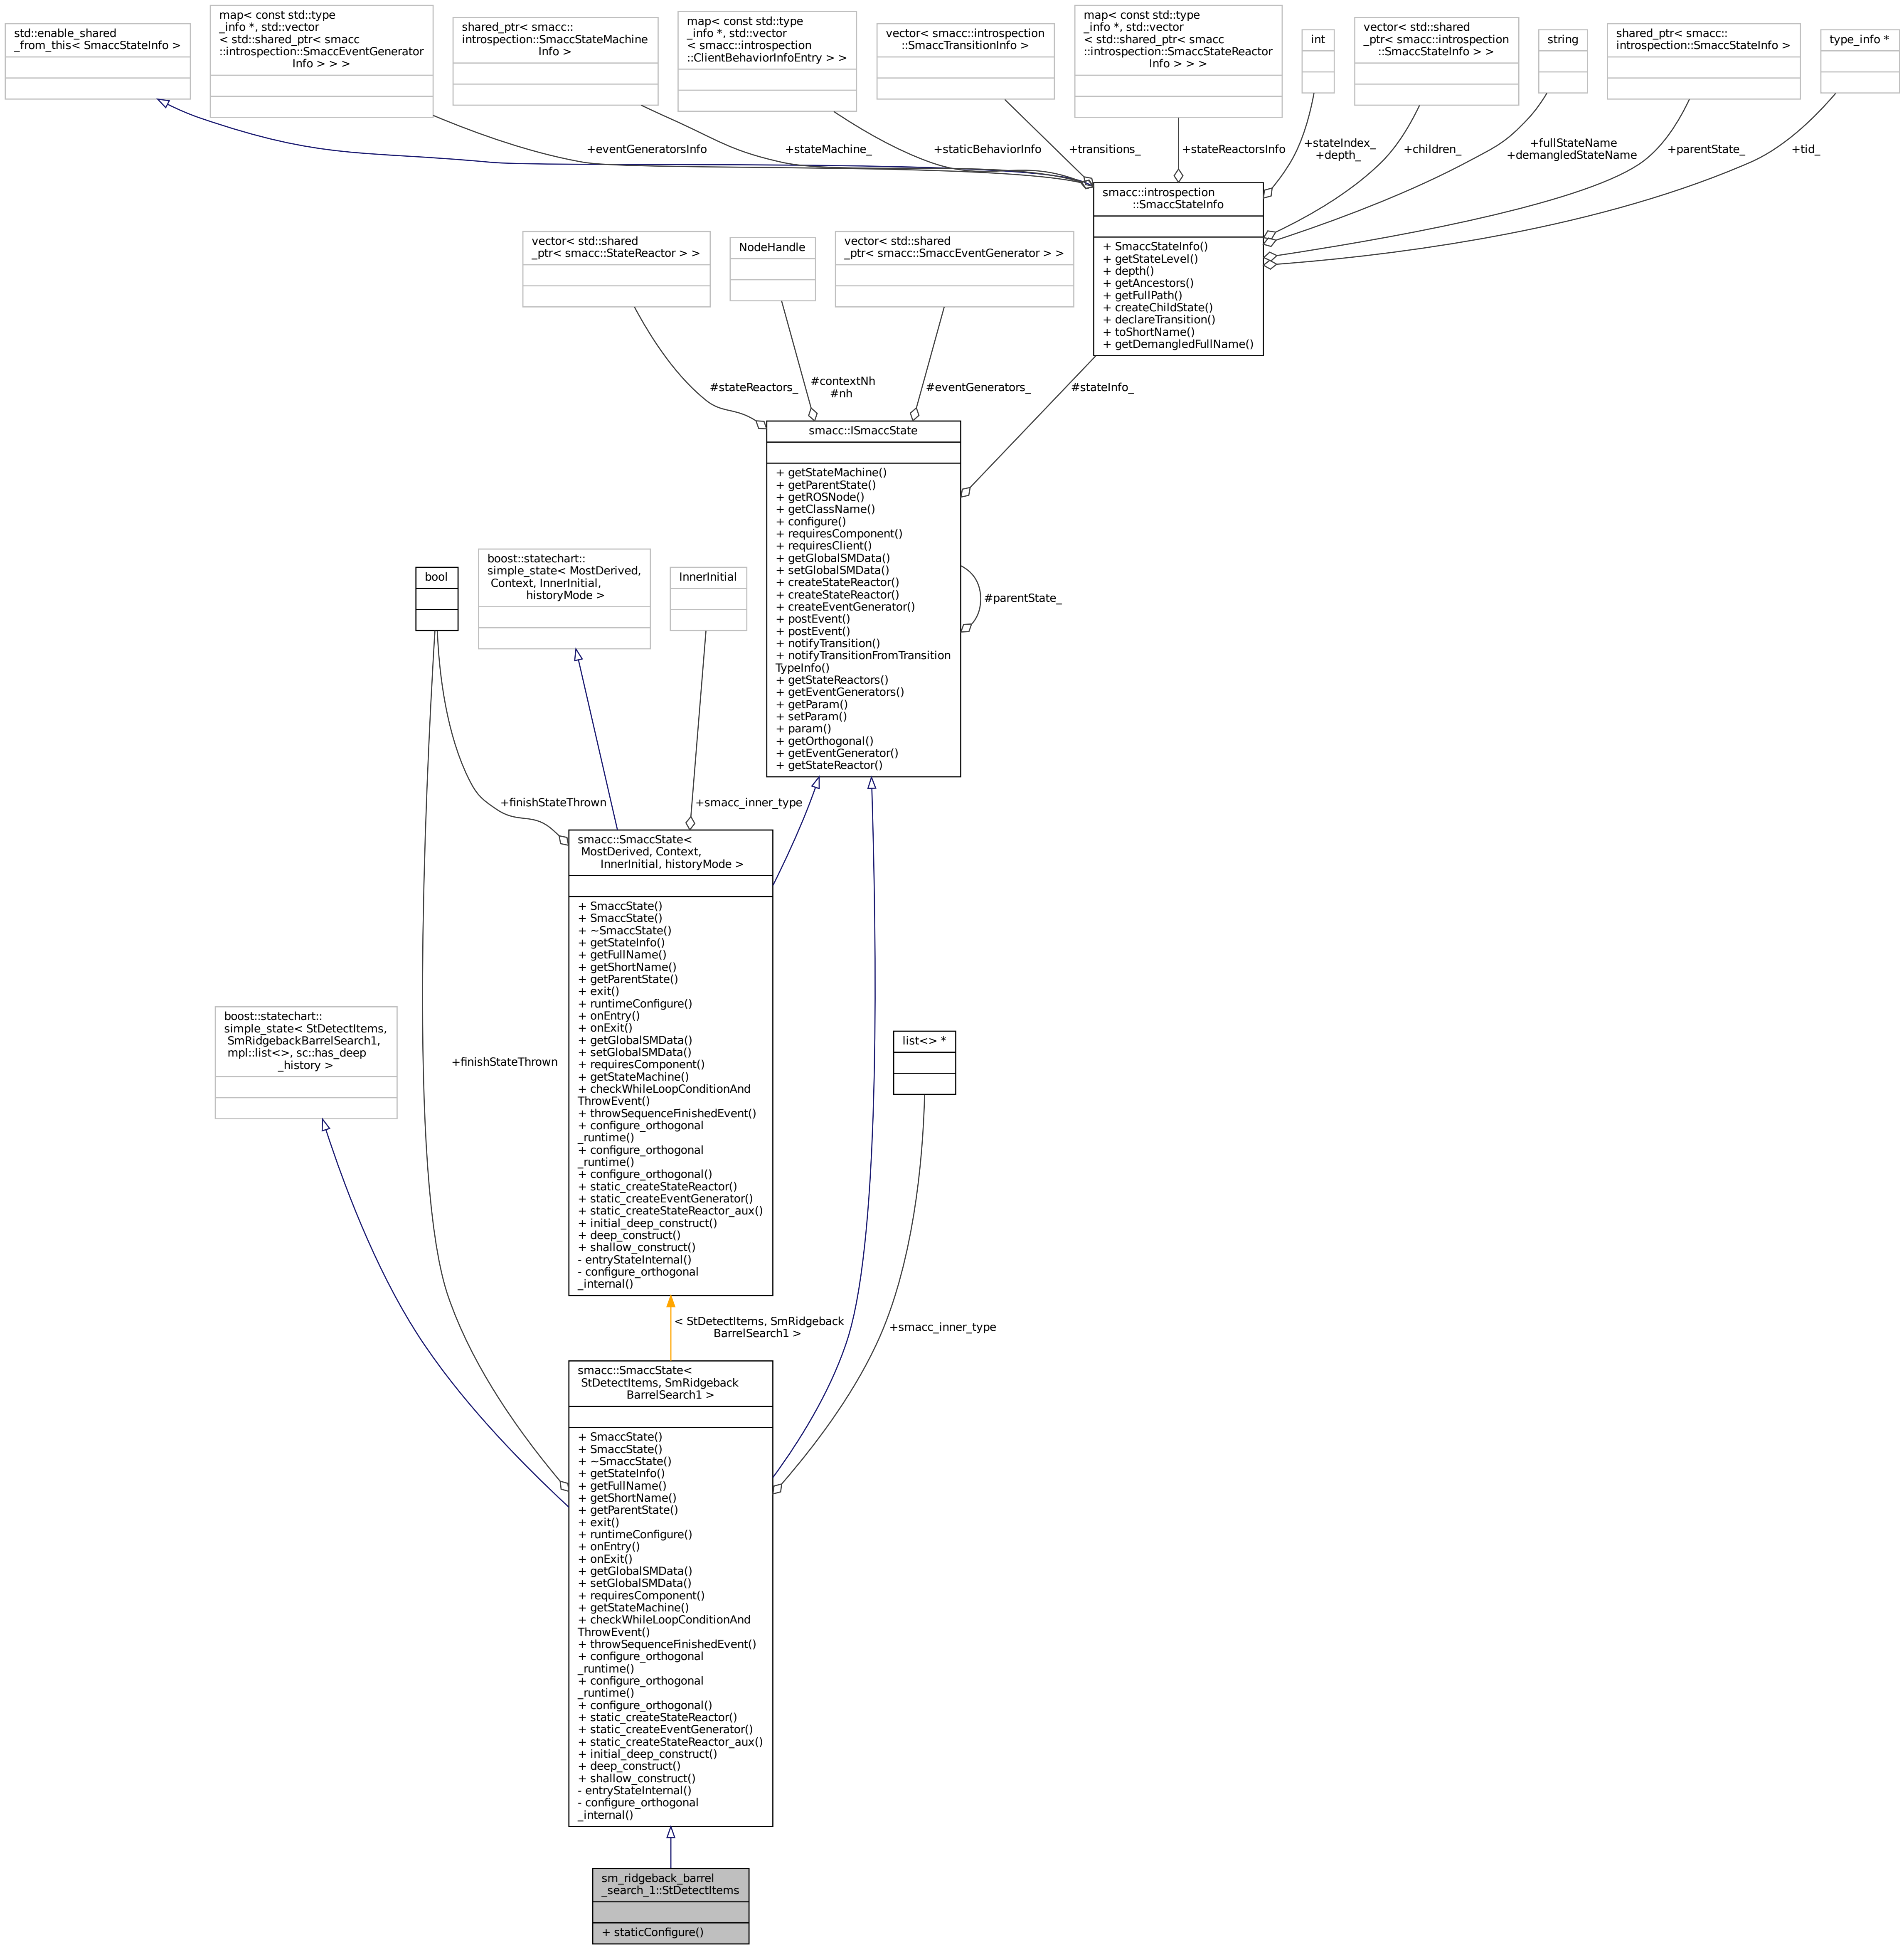 std::enable_shared
_from_this< SmaccStateInfo >
map< const std::type
_info *, std::vector
< std::shared_ptr< smacc
::introspection::SmaccEventGenerator
Info > > >
shared_ptr< smacc::
introspection::SmaccStateMachine
Info >
map< const std::type
_info *, std::vector
< smacc::introspection
::ClientBehaviorInfoEntry > >
vector< smacc::introspection
::SmaccTransitionInfo >
map< const std::type
_info *, std::vector
< std::shared_ptr< smacc
::introspection::SmaccStateReactor
Info > > >
int
vector< std::shared
_ptr< smacc::introspection
::SmaccStateInfo > >
string
shared_ptr< smacc::
introspection::SmaccStateInfo >
type_info *
+eventGeneratorsInfo
+stateMachine_
+staticBehaviorInfo
+transitions_
+stateReactorsInfo
+stateIndex_
+depth_
+children_
+fullStateName
+demangledStateName
+parentState_
+tid_
smacc::introspection
::SmaccStateInfo
+ SmaccStateInfo()
+ getStateLevel()
+ depth()
+ getAncestors()
+ getFullPath()
+ createChildState()
+ declareTransition()
+ toShortName()
+ getDemangledFullName()
vector< std::shared
_ptr< smacc::StateReactor > >
NodeHandle
vector< std::shared
_ptr< smacc::SmaccEventGenerator > >
#stateReactors_
#contextNh
#nh
#eventGenerators_
#stateInfo_
smacc::ISmaccState
+ getStateMachine()
+ getParentState()
+ getROSNode()
+ getClassName()
+ configure()
+ requiresComponent()
+ requiresClient()
+ getGlobalSMData()
+ setGlobalSMData()
+ createStateReactor()
+ createStateReactor()
+ createEventGenerator()
+ postEvent()
+ postEvent()
+ notifyTransition()
+ notifyTransitionFromTransition
TypeInfo()
+ getStateReactors()
+ getEventGenerators()
+ getParam()
+ setParam()
+ param()
+ getOrthogonal()
+ getEventGenerator()
+ getStateReactor()
#parentState_
bool
boost::statechart::
simple_state< MostDerived,
Context, InnerInitial,
historyMode >
InnerInitial
+finishStateThrown
+smacc_inner_type
smacc::SmaccState<
MostDerived, Context,
InnerInitial, historyMode >
+ SmaccState()
+ SmaccState()
+ ~SmaccState()
+ getStateInfo()
+ getFullName()
+ getShortName()
+ getParentState()
+ exit()
+ runtimeConfigure()
+ onEntry()
+ onExit()
+ getGlobalSMData()
+ setGlobalSMData()
+ requiresComponent()
+ getStateMachine()
+ checkWhileLoopConditionAnd
ThrowEvent()
+ throwSequenceFinishedEvent()
+ configure_orthogonal
_runtime()
+ configure_orthogonal
_runtime()
+ configure_orthogonal()
+ static_createStateReactor()
+ static_createEventGenerator()
+ static_createStateReactor_aux()
+ initial_deep_construct()
+ deep_construct()
+ shallow_construct()
- entryStateInternal()
- configure_orthogonal
_internal()
boost::statechart::
simple_state< StDetectItems,
SmRidgebackBarrelSearch1,
mpl::list<>, sc::has_deep
_history >
+finishStateThrown
list<> *
< StDetectItems, SmRidgeback
BarrelSearch1 >
+smacc_inner_type
smacc::SmaccState<
StDetectItems, SmRidgeback
BarrelSearch1 >
+ SmaccState()
+ SmaccState()
+ ~SmaccState()
+ getStateInfo()
+ getFullName()
+ getShortName()
+ getParentState()
+ exit()
+ runtimeConfigure()
+ onEntry()
+ onExit()
+ getGlobalSMData()
+ setGlobalSMData()
+ requiresComponent()
+ getStateMachine()
+ checkWhileLoopConditionAnd
ThrowEvent()
+ throwSequenceFinishedEvent()
+ configure_orthogonal
_runtime()
+ configure_orthogonal
_runtime()
+ configure_orthogonal()
+ static_createStateReactor()
+ static_createEventGenerator()
+ static_createStateReactor_aux()
+ initial_deep_construct()
+ deep_construct()
+ shallow_construct()
- entryStateInternal()
- configure_orthogonal
_internal()
sm_ridgeback_barrel
_search_1::StDetectItems
+ staticConfigure()